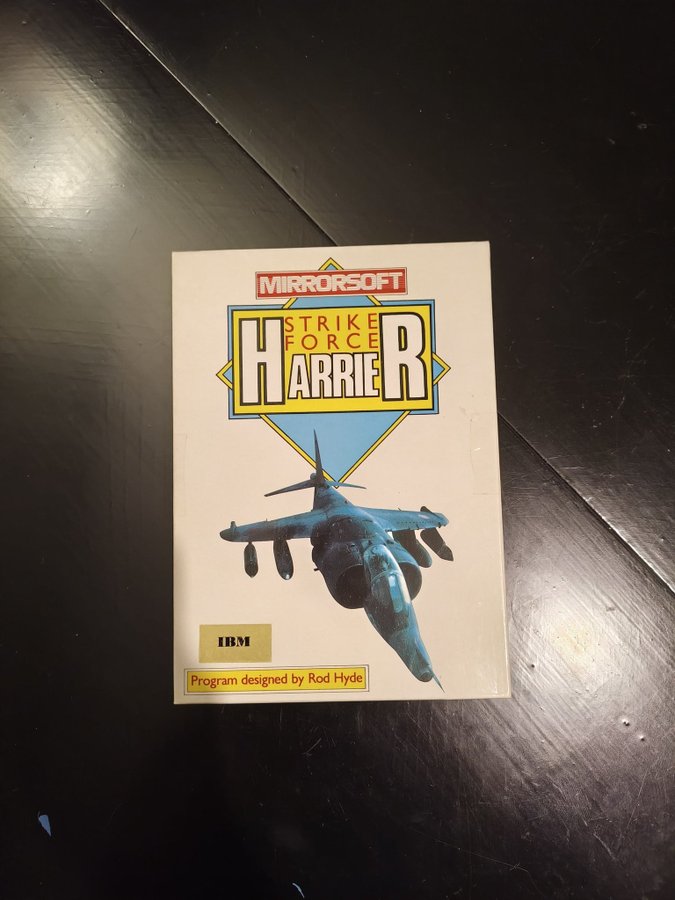 MIRRORSOFT
STRIKE
FORCE
HARRIER
IBM
Program designed by Rod Hyde